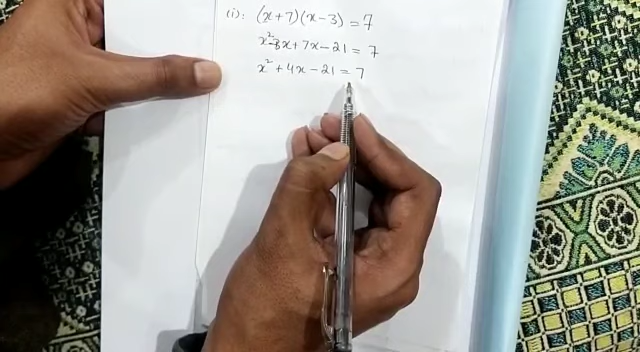 (i): (x+7)(x-3) = 7
x²-3x+7x-21 = 7
x²+4x-21 = 7